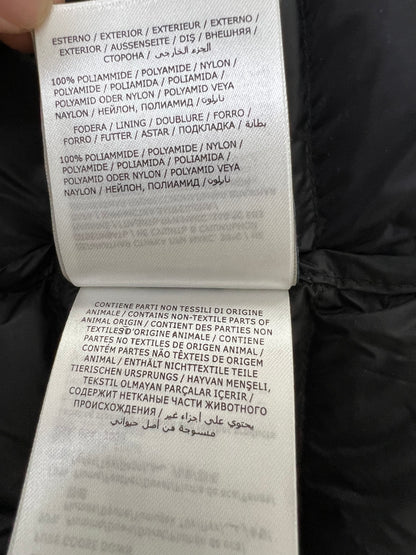 ESTERNO / EXTERIOR / EXTERIEUR / EXTERNO /
EXTERIOR / AUSSENSEITE / DIŞ / ВНЕШНЯЯ /
СТОРОНА / الجزء الخارجي
100% POLIAMMIDE / POLYAMIDE / NYLON /
POLYAMIDE / POLIAMIDA / POLIAMIDA /
POLYAMID ODER NYLON / POLYAMID VEYA
NAYLON / НЕЙЛОН, ПОЛИАМИД / نايلون
FODERA / LINING / DOUBLURE / FORRO /
FORRO / FUTTER / ASTAR / ПОДКЛАДКА / بطانة
100% POLIAMMIDE / POLYAMIDE / NYLON /
POLYAMIDE / POLIAMIDA / POLIAMIDA /
POLYAMID ODER NYLON / POLYAMID VEYA
NAYLON / НЕЙЛОН, ПОЛИАМИД / نايلون
CONTIENE PARTI NON TESSILI DI ORIGINE
ANIMALE / CONTAINS NON-TEXTILE PARTS OF
ANIMAL ORIGIN / CONTIENT DES PARTIES NON
TEXTILES D'ORIGINE ANIMALE / CONTIENE
PARTES NO TEXTILES DE ORIGEN ANIMAL /
CONTÉM PARTES NÃO TÊXTEIS DE ORIGEM
ANIMAL / ENTHÄLT NICHTTEXTILE TEILE
TIERISCHEN URSPRUNGS / HAYVAN MENŞELİ,
TEKSTIL OLMAYAN PARÇALAR İÇERİR /
СОДЕРЖИТ НЕТКАНЫЕ ЧАСТИ ЖИВОТНОГО
ПРОИСХОЖДЕНИЯ / يحتوي على أجزاء غير
منسوجة من أصل حيواني